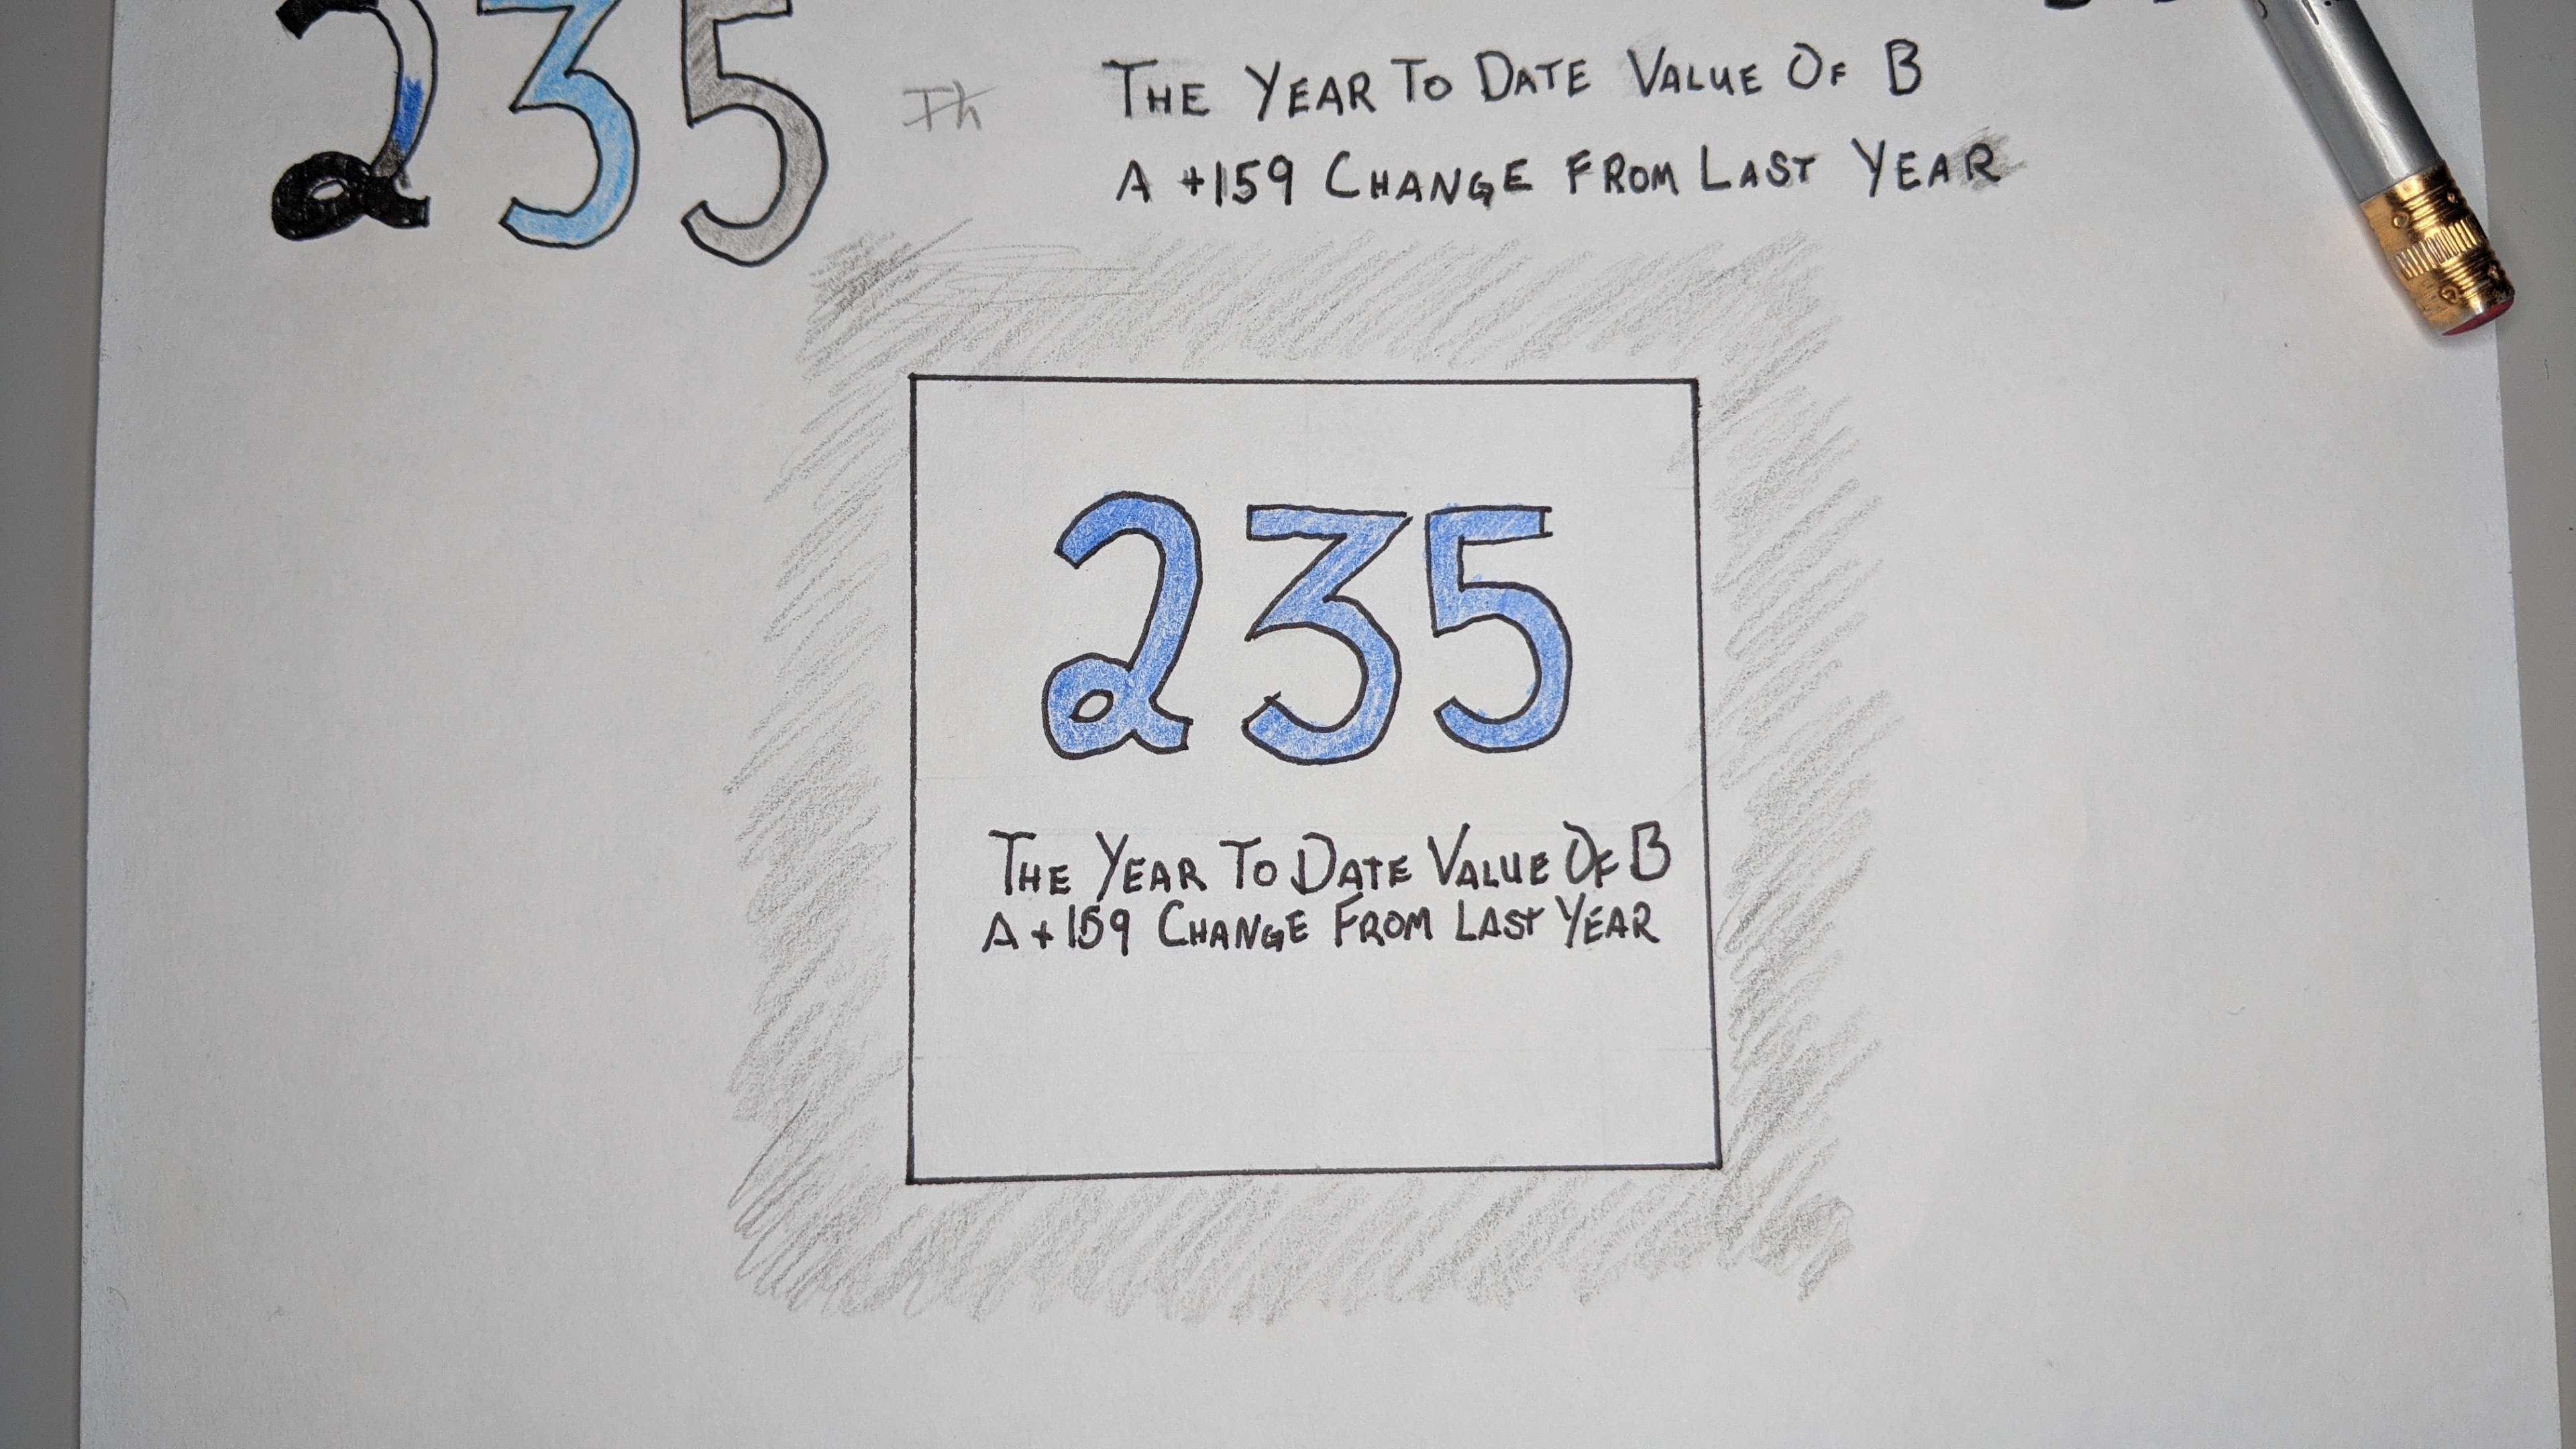 235
Th
THE YEAR TO DATE VALUE OF B
A +159 CHANGE FROM LAST YEAR
235
THE YEAR TO DATE VALUE OF B
A +159 CHANGE FROM LAST YEAR